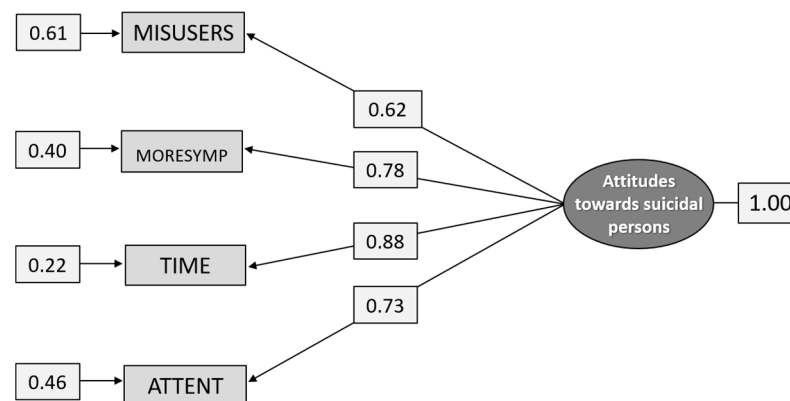 0.61
MISUSERS
0.62
0.40
MORESYMP
0.78
Attitudes
towards suicidal
persons
1.00
0.88
0.22
TIME
0.73
0.46
ATTENT